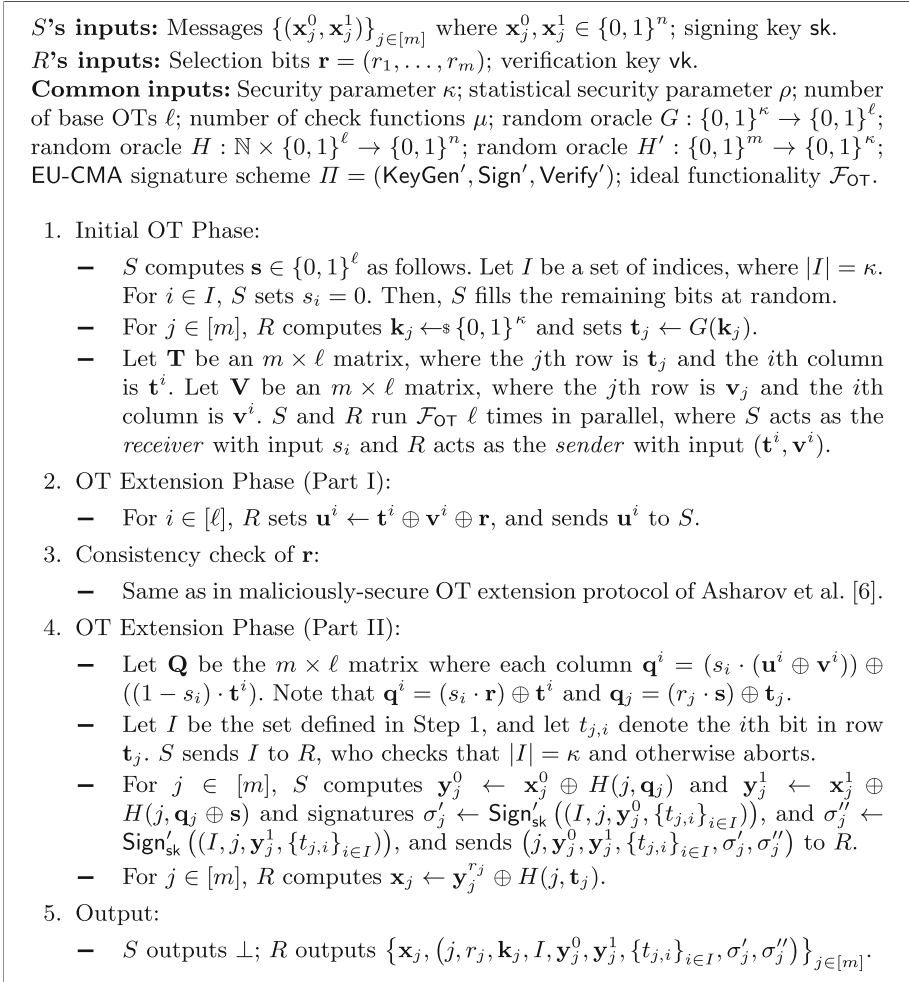 S's inputs: Messages {(x_j^0, x_j^1)}_{j∈[m]} where x_j^0, x_j^1 ∈ {0, 1}^n; signing key sk.
R's inputs: Selection bits r = (r_1, . . . , r_m); verification key vk.
Common inputs: Security parameter κ; statistical security parameter ρ; number
of base OTs ℓ; number of check functions μ; random oracle G : {0, 1}^κ → {0, 1}^ℓ;
random oracle H : ℕ × {0, 1}^ℓ → {0, 1}^n; random oracle H′ : {0, 1}^m → {0, 1}^κ;
EU-CMA signature scheme Π = (KeyGen′, Sign′, Verify′); ideal functionality F_OT.
1. Initial OT Phase:
– S computes s ∈ {0, 1}^ℓ as follows. Let I be a set of indices, where |I| = κ.
For i ∈ I, S sets s_i = 0. Then, S fills the remaining bits at random.
– For j ∈ [m], R computes k_j ←$ {0, 1}^κ and sets t_j ← G(k_j).
– Let T be an m × ℓ matrix, where the jth row is t_j and the ith column
is t^i. Let V be an m × ℓ matrix, where the jth row is v_j and the ith
column is v^i. S and R run F_OT ℓ times in parallel, where S acts as the
receiver with input s_i and R acts as the sender with input (t^i, v^i).
2. OT Extension Phase (Part I):
– For i ∈ [ℓ], R sets u^i ← t^i ⊕ v^i ⊕ r, and sends u^i to S.
3. Consistency check of r:
– Same as in maliciously-secure OT extension protocol of Asharov et al. [6].
4. OT Extension Phase (Part II):
– Let Q be the m × ℓ matrix where each column q^i = (s_i · (u^i ⊕ v^i)) ⊕
((1 − s_i) · t^i). Note that q^i = (s_i · r) ⊕ t^i and q_j = (r_j · s) ⊕ t_j.
– Let I be the set defined in Step 1, and let t_{j,i} denote the ith bit in row
t_j. S sends I to R, who checks that |I| = κ and otherwise aborts.
– For j ∈ [m], S computes y_j^0 ← x_j^0 ⊕ H(j, q_j) and y_j^1 ← x_j^1 ⊕
H(j, q_j ⊕ s) and signatures σ′_j ← Sign′_sk ((I, j, y_j^0, {t_{j,i}}_{i∈I})), and σ″_j ←
Sign′_sk ((I, j, y_j^1, {t_{j,i}}_{i∈I})), and sends (j, y_j^0, y_j^1, {t_{j,i}}_{i∈I}, σ′_j, σ″_j) to R.
– For j ∈ [m], R computes x_j ← y_j^{r_j} ⊕ H(j, t_j).
5. Output:
– S outputs ⊥; R outputs {x_j, (j, r_j, k_j, I, y_j^0, y_j^1, {t_{j,i}}_{i∈I}, σ′_j, σ″_j)}_{j∈[m]}.